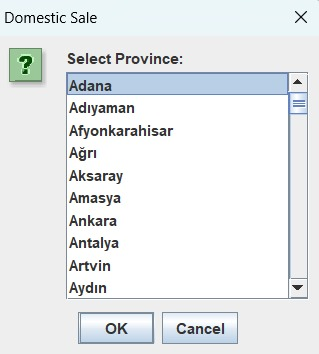 Domestic Sale
Select Province:
Adana
Adıyaman
Afyonkarahisar
Ağrı
Aksaray
Amasya
Ankara
Antalya
Artvin
Aydın
OK
Cancel